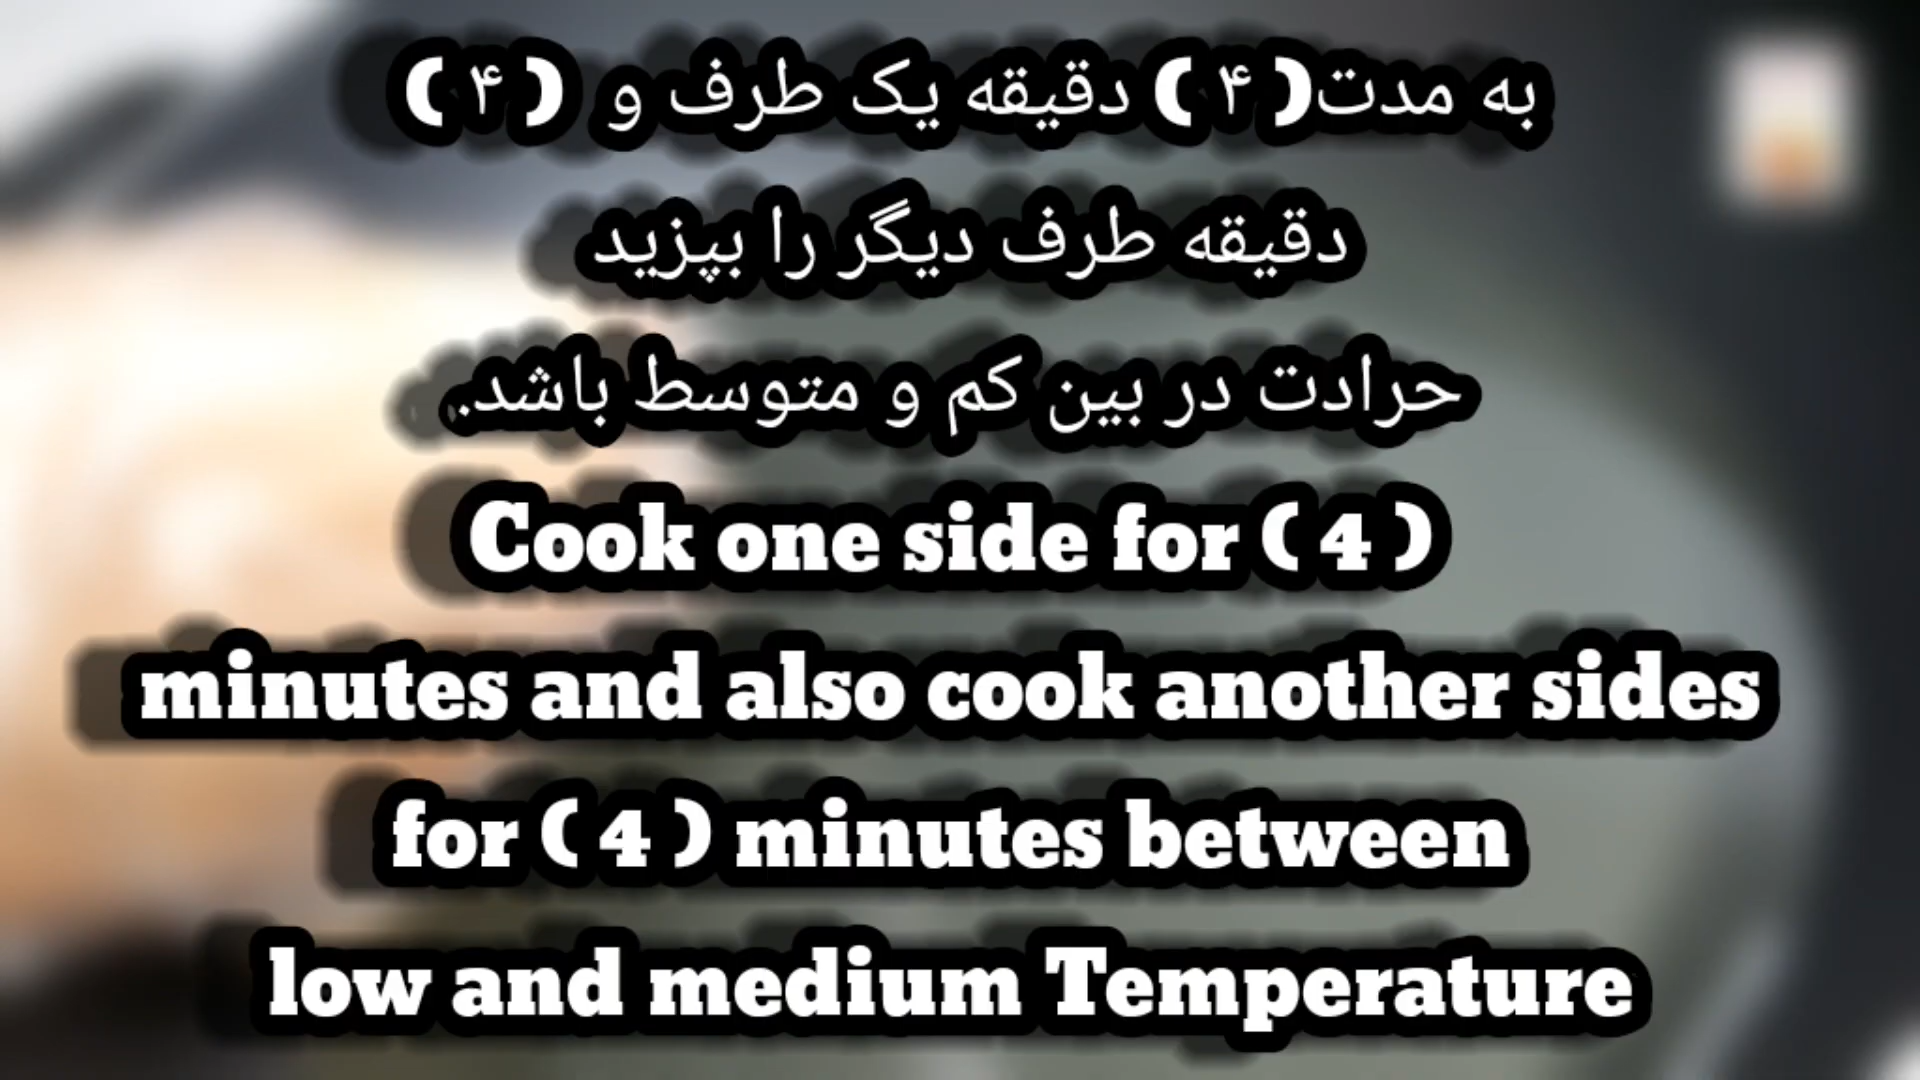 به مدت( ۴ ) دقیقه یک طرف و ( ۴ )
دقیقه طرف دیگر را بپزید
حرادت در بین کم و متوسط باشد.
Cook one side for ( 4 )
minutes and also cook another sides
for ( 4 ) minutes between
low and medium Temperature